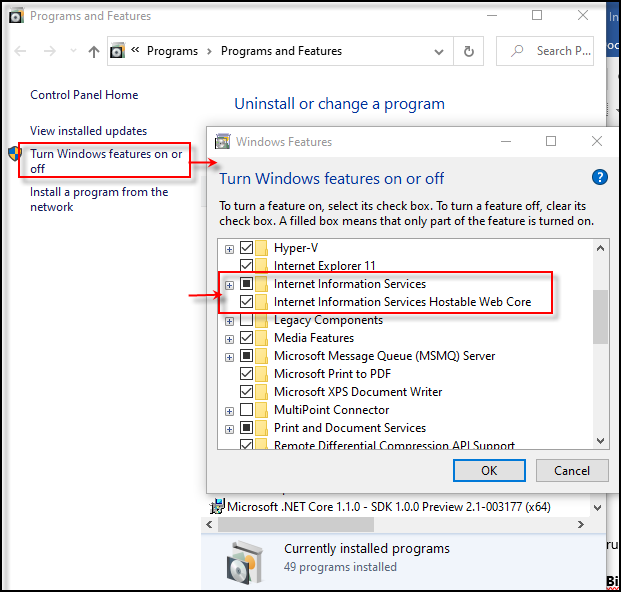 Programs and Features
« Programs > Programs and Features
Search P...
Control Panel Home
View installed updates
Turn Windows features on or
off
Install a program from the
network
Uninstall or change a program
Windows Features
Turn Windows features on or off
?
To turn a feature on, select its check box. To turn a feature off, clear its
check box. A filled box means that only part of the feature is turned on.
Hyper-V
Internet Explorer 11
Internet Information Services
Internet Information Services Hostable Web Core
Legacy Components
Media Features
Microsoft Message Queue (MSMQ) Server
Microsoft Print to PDF
Microsoft XPS Document Writer
MultiPoint Connector
Print and Document Services
Remote Differential Compression API Support
OK
Cancel
Microsoft .NET Core 1.1.0 - SDK 1.0.0 Preview 2.1-003177 (x64)
Currently installed programs
49 programs installed
In
oc
ru
Bi